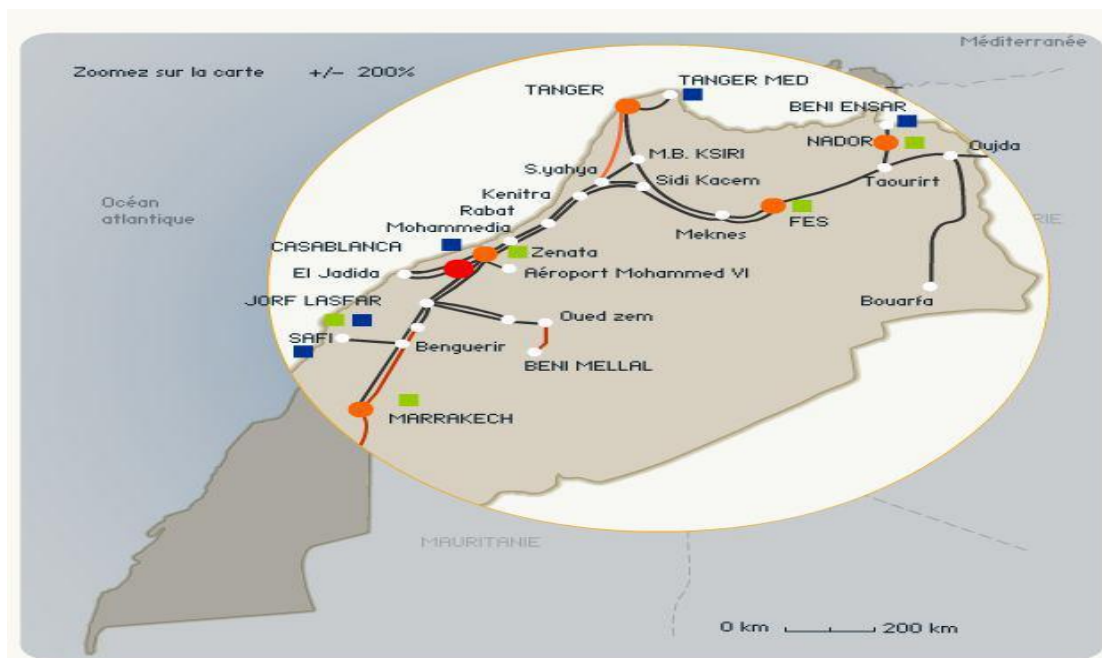 Méditerranée
Zoomez sur la carte +/- 200%
TANGER
TANGER MED
BENI ENSAR
NADOR
Oujda
M.B. KSIRI
S.yahya
Sidi Kacem
Taourirt
Kenitra
Océan
atlantique
Rabat
Mohammedia
FES
RIE
Meknes
CASABLANCA
Zenata
El Jadida
Aéroport Mohammed VI
JORF LASFAR
Bouarfa
Oued zem
SAFI
Benguerir
BENI MELLAL
MARRAKECH
MAURITANIE
0 km 200 km